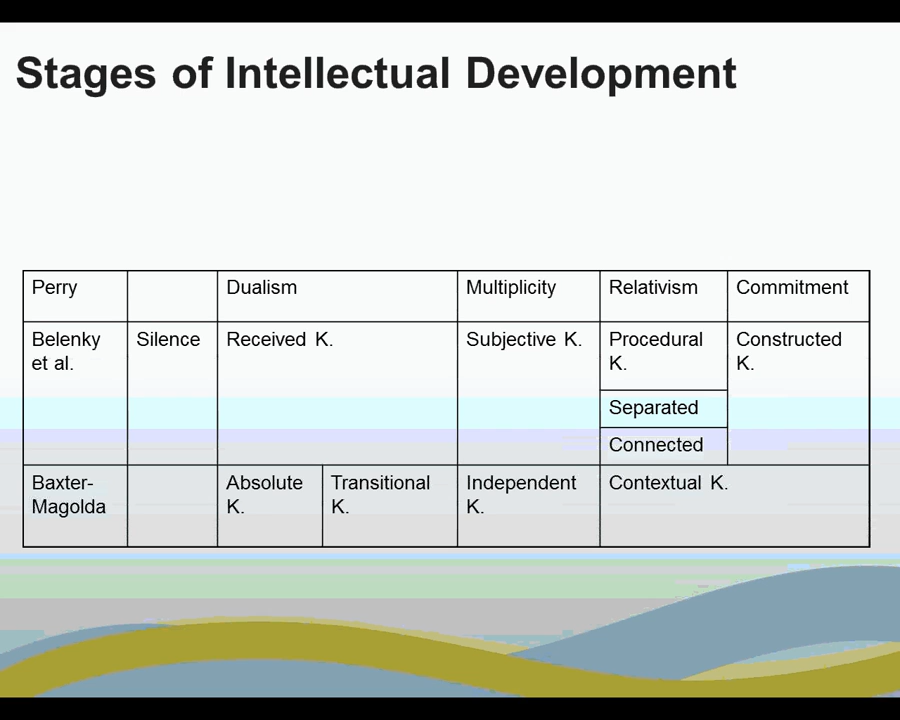 Stages of Intellectual Development
Perry
Dualism
Multiplicity
Relativism
Commitment
Belenky
et al.
Silence
Received K.
Subjective K.
Procedural
K.
Separated
Connected
Constructed
K.
Baxter-
Magolda
Absolute
K.
Transitional
K.
Independent
K.
Contextual K.